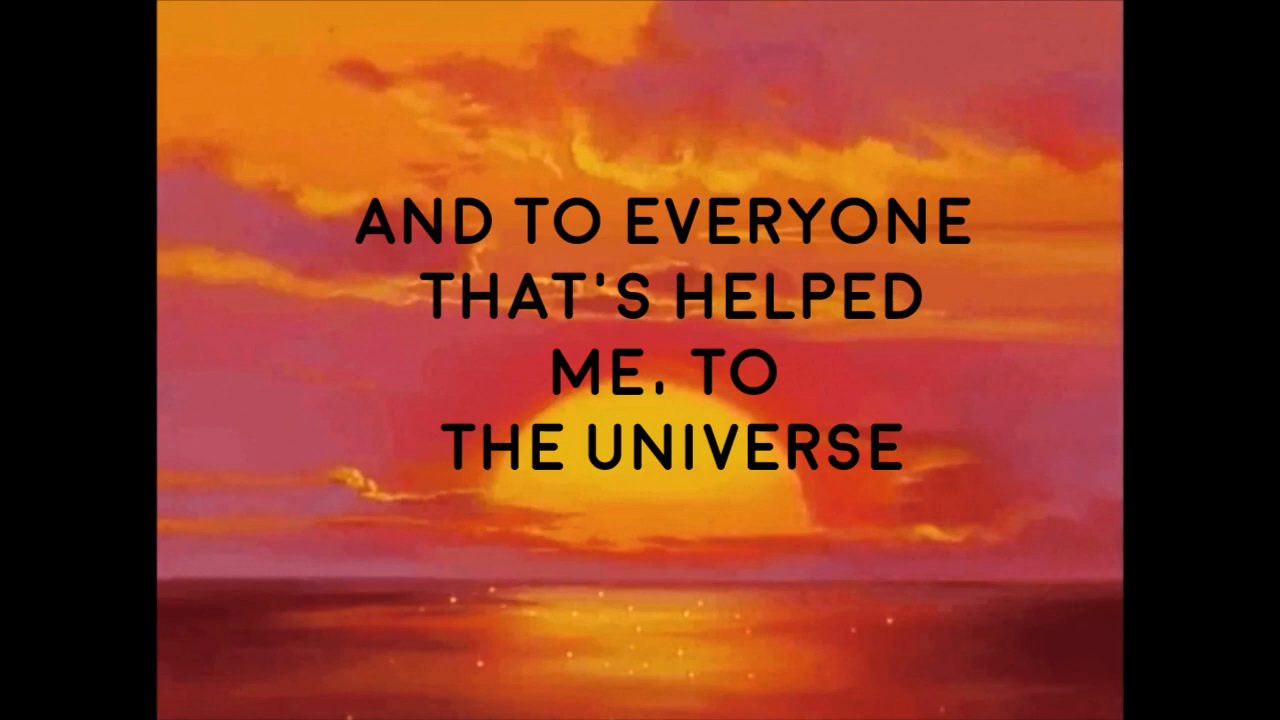 AND TO EVERYONE
THAT'S HELPED
ME. TO
THE UNIVERSE